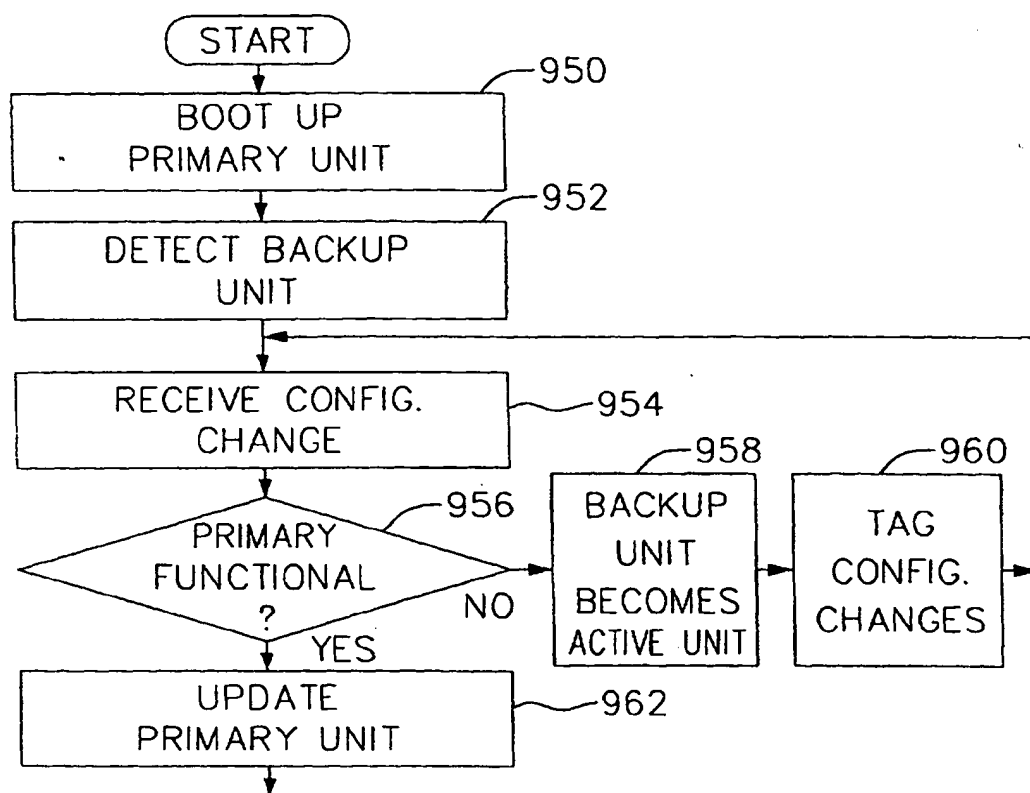 START
950
BOOT UP
PRIMARY UNIT
952
DETECT BACKUP
UNIT
RECEIVE CONFIG.
CHANGE
954
956
PRIMARY
FUNCTIONAL
?
NO
YES
958
BACKUP
UNIT
BECOMES
ACTIVE UNIT
960
TAG
CONFIG.
CHANGES
UPDATE
PRIMARY UNIT
962